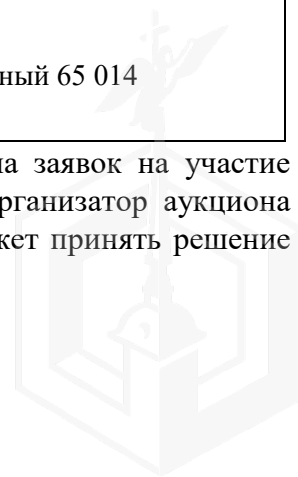 ный 65 014
на заявок на участие
рганизатор аукциона
жет принять решение